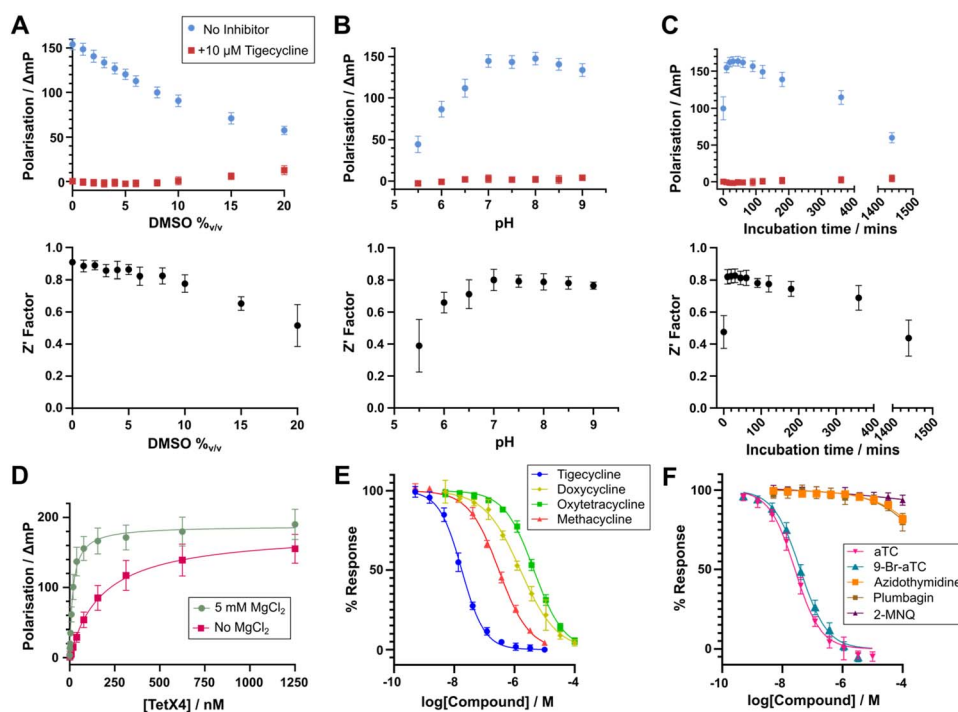 A
No Inhibitor
+10 µM Tigecycline
Polarisation / ΔmP
150
100
50
0
0 5 10 15 20
DMSO %v/v
B
Polarisation / ΔmP
200
150
100
50
0
5 6 7 8 9
pH
C
Polarisation / ΔmP
200
150
100
50
0
0 100 200 300 400 1400 1500
Incubation time / mins
Z' Factor
1.0
0.8
0.6
0.4
0.2
0.0
0 5 10 15 20
DMSO %v/v
Z' Factor
1.0
0.8
0.6
0.4
0.2
0.0
5 6 7 8 9
pH
Z' Factor
1.0
0.8
0.6
0.4
0.2
0.0
0 100 200 300 400 1400 1500
Incubation time / mins
D
Polarisation / ΔmP
200
150
100
50
0
5 mM MgCl₂
No MgCl₂
0 250 500 750 1000 1250
[TetX4] / nM
E
Tigecycline
Doxycycline
Oxytetracycline
Methacycline
% Response
100
50
0
-10 -8 -6 -4
log[Compound] / M
F
% Response
100
50
0
aTC
9-Br-aTC
Azidothymidine
Plumbagin
2-MNQ
-10 -8 -6 -4
log[Compound] / M